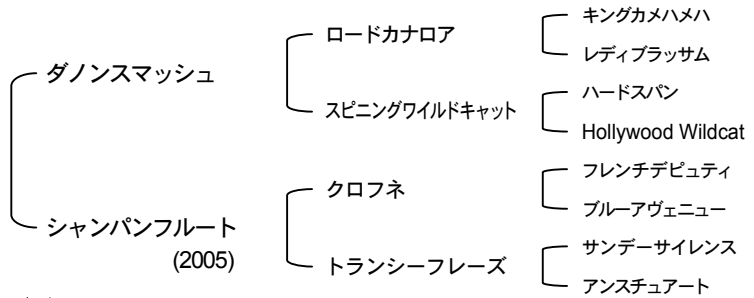 キングカメハメハ
ロードカナロア
レディブラッサム
ダノンスマッシュ
ハードスパン
スピニングワイルドキャット
Hollywood Wildcat
フレンチデピュティ
クロフネ
ブルーアヴェニュー
シャンパンフルート
(2005)
サンデーサイレンス
トランシーフレーズ
アンスチュアート